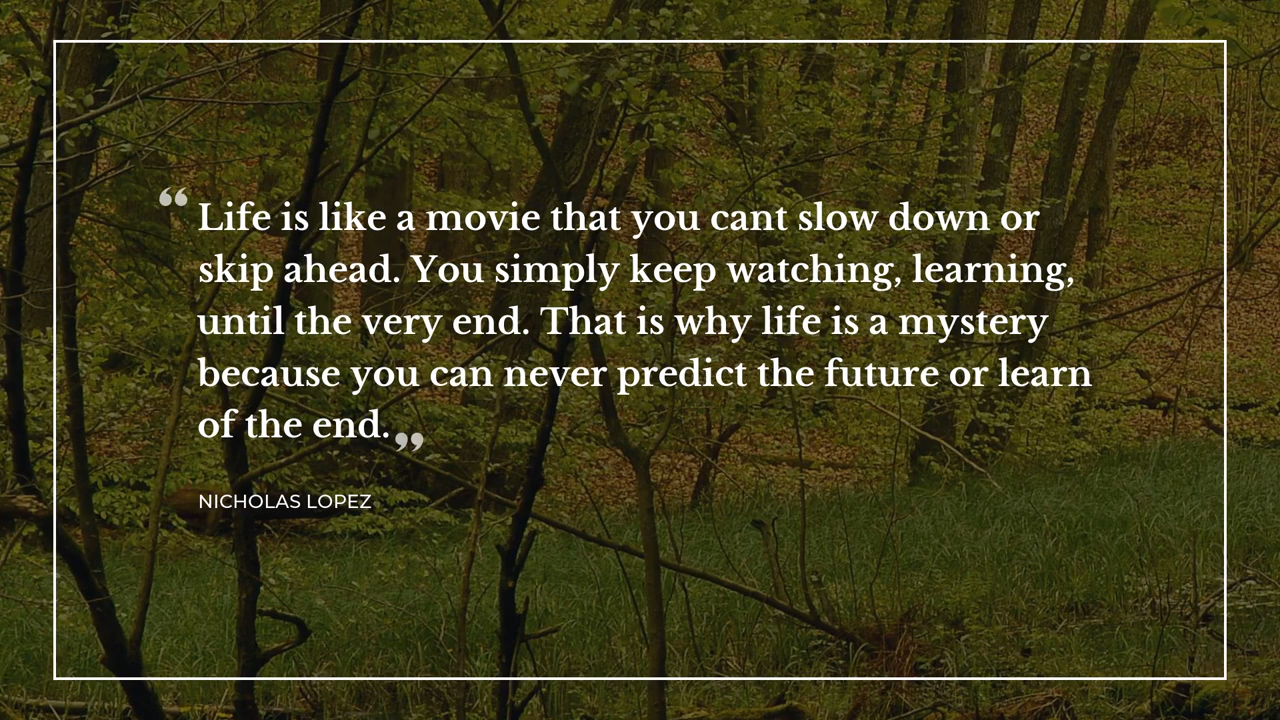 “Life is like a movie that you cant slow down or
skip ahead. You simply keep watching, learning,
until the very end. That is why life is a mystery
because you can never predict the future or learn
of the end.”
NICHOLAS LOPEZ